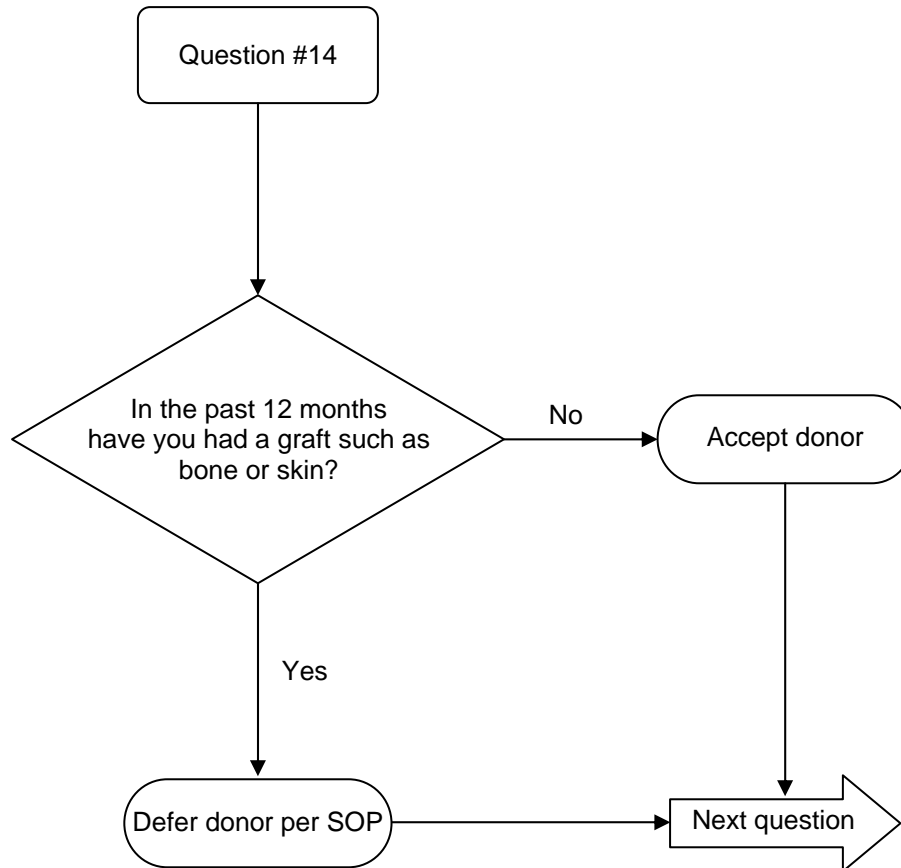 Question #14
In the past 12 months
have you had a graft such as
bone or skin?
No
Accept donor
Yes
Defer donor per SOP
Next question